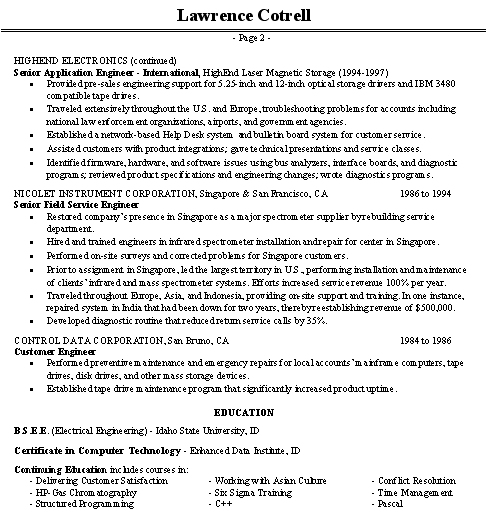 Lawrence Cotrell
- Page 2 -
HIGHEND ELECTRONICS (continued)
Senior Application Engineer - International, HighEnd Laser Magnetic Storage (1994-1997)
• Provided pre-sales engineering support for 5.25-inch and 12-inch optical storage drivers and IBM 3480
compatible tape drives.
• Traveled extensively throughout the U.S. and Europe, troubleshooting problems for accounts including
national law enforcement organizations, airports, and government agencies.
• Established a network-based Help Desk system and bulletin board system for customer service.
• Assisted customers with product integrations; gave technical presentations and service classes.
• Identified firmware, hardware, and software issues using bus analyzers, interface boards, and diagnostic
programs; reviewed product specifications and engineering changes; wrote diagnostics programs.
NICOLET INSTRUMENT CORPORATION, Singapore & San Francisco, CA 1986 to 1994
Senior Field Service Engineer
• Restored company's presence in Singapore as a major spectrometer supplier by rebuilding service
department.
• Hired and trained engineers in infrared spectrometer installation and repair for center in Singapore.
• Performed on-site surveys and corrected problems for Singapore customers.
• Prior to assignment in Singapore, led the largest territory in U.S., performing installation and maintenance
of clients' infrared and mass spectrometer systems. Efforts increased service revenue 100% per year.
• Traveled throughout Europe, Asia, and Indonesia, providing on-site support and training. In one instance,
repaired system in India that had been down for two years, thereby reestablishing revenue of $500,000.
• Developed diagnostic routine that reduced return service calls by 35%.
CONTROL DATA CORPORATION, San Bruno, CA 1984 to 1986
Customer Engineer
• Performed preventive maintenance and emergency repairs for local accounts' mainframe computers, tape
drives, disk drives, and other mass storage devices.
• Established tape drive maintenance program that significantly increased product uptime.
EDUCATION
B.S.E.E. (Electrical Engineering) - Idaho State University, ID
Certificate in Computer Technology - Enhanced Data Institute, ID
Continuing Education includes courses in:
- Delivering Customer Satisfaction - Working with Asian Culture - Conflict Resolution
- HP- Gas Chromatography - Six Sigma Training - Time Management
- Structured Programming - C++ - Pascal